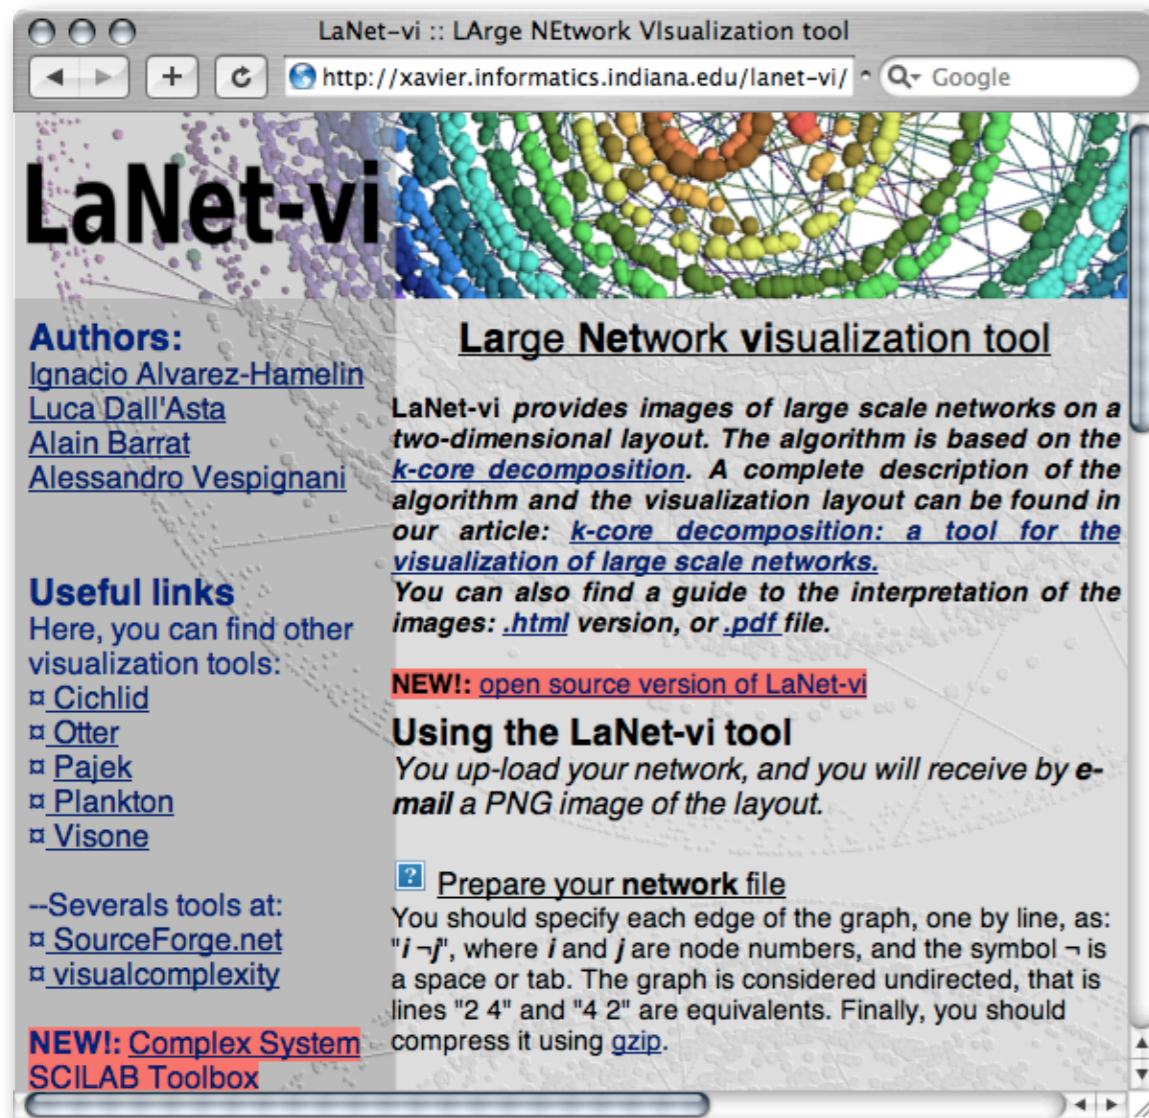 LaNet-vi :: LArge NEtwork VIsualization tool
http://xavier.informatics.indiana.edu/lanet-vi/
Google
LaNet-vi
Authors:
Ignacio Alvarez-Hamelin
Luca Dall'Asta
Alain Barrat
Alessandro Vespignani
Useful links
Here, you can find other
visualization tools:
¤ Cichlid
¤ Otter
¤ Pajek
¤ Plankton
¤ Visone
--Severals tools at:
¤ SourceForge.net
¤ visualcomplexity
NEW!: Complex System
SCILAB Toolbox
Large Network visualization tool
LaNet-vi provides images of large scale networks on a
two-dimensional layout. The algorithm is based on the
k-core decomposition. A complete description of the
algorithm and the visualization layout can be found in
our article: k-core decomposition: a tool for the
visualization of large scale networks.
You can also find a guide to the interpretation of the
images: .html version, or .pdf file.
NEW!: open source version of LaNet-vi
Using the LaNet-vi tool
You up-load your network, and you will receive by e-
mail a PNG image of the layout.
? Prepare your network file
You should specify each edge of the graph, one by line, as:
"i ¬j", where i and j are node numbers, and the symbol ¬ is
a space or tab. The graph is considered undirected, that is
lines "2 4" and "4 2" are equivalents. Finally, you should
compress it using gzip.